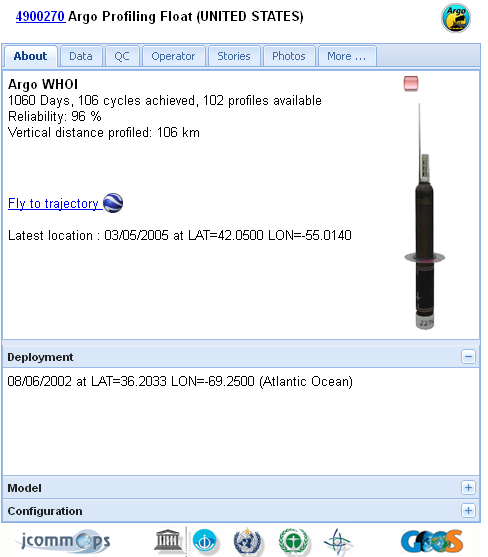 4900270 Argo Profiling Float (UNITED STATES)
Argo
About Data QC Operator Stories Photos More ...
Argo WHOI
1060 Days, 106 cycles achieved, 102 profiles available
Reliability: 96 %
Vertical distance profiled: 106 km
Fly to trajectory
Latest location : 03/05/2005 at LAT=42.0500 LON=-55.0140
Deployment
08/06/2002 at LAT=36.2033 LON=-69.2500 (Atlantic Ocean)
Model
Configuration
jcommops